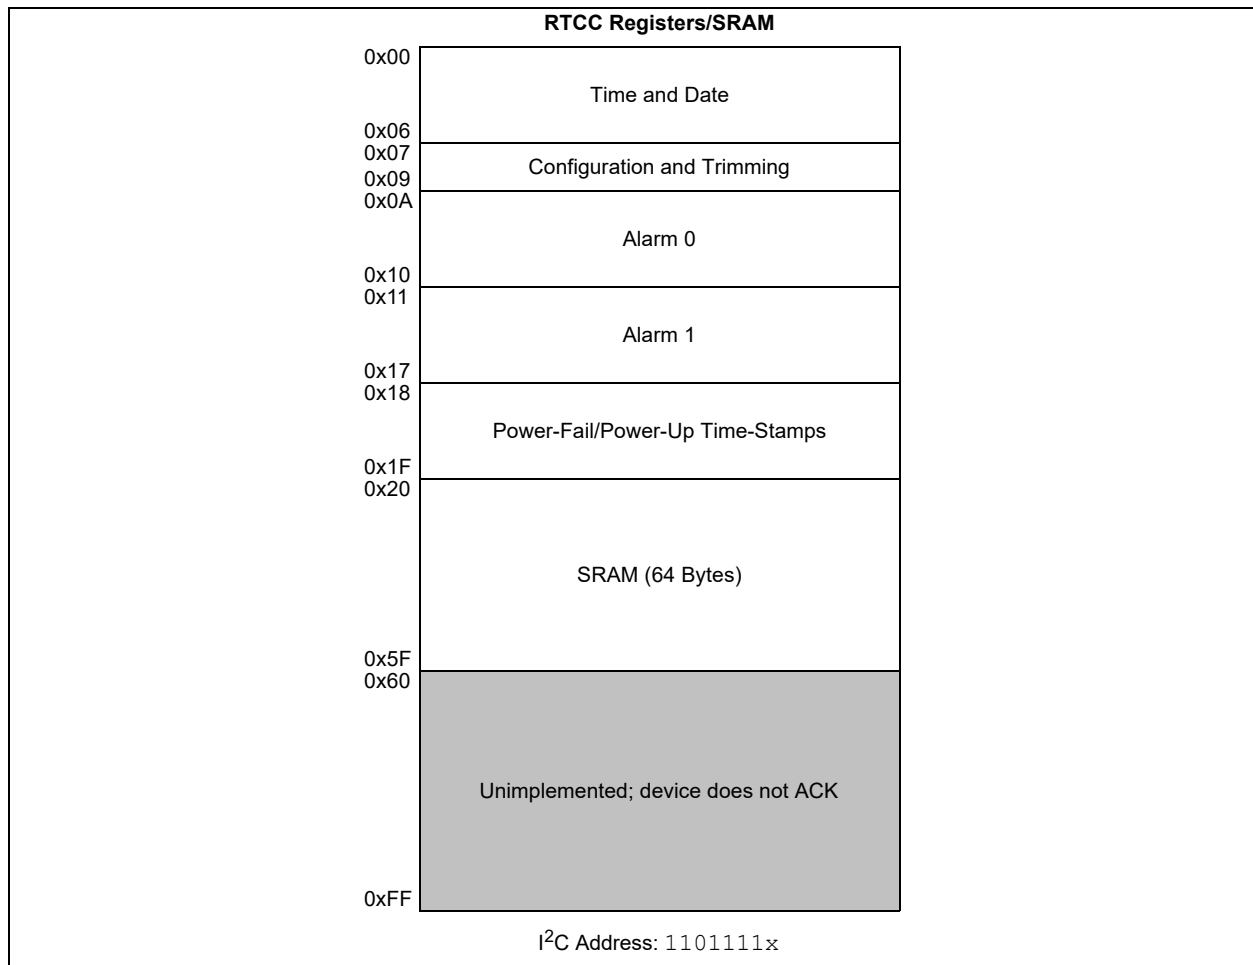 RTCC Registers/SRAM
0x00
Time and Date
0x06
0x07
Configuration and Trimming
0x09
0x0A
Alarm 0
0x10
0x11
Alarm 1
0x17
0x18
Power-Fail/Power-Up Time-Stamps
0x1F
0x20
SRAM (64 Bytes)
0x5F
0x60
Unimplemented; device does not ACK
0xFF
I²C Address: 1101111x